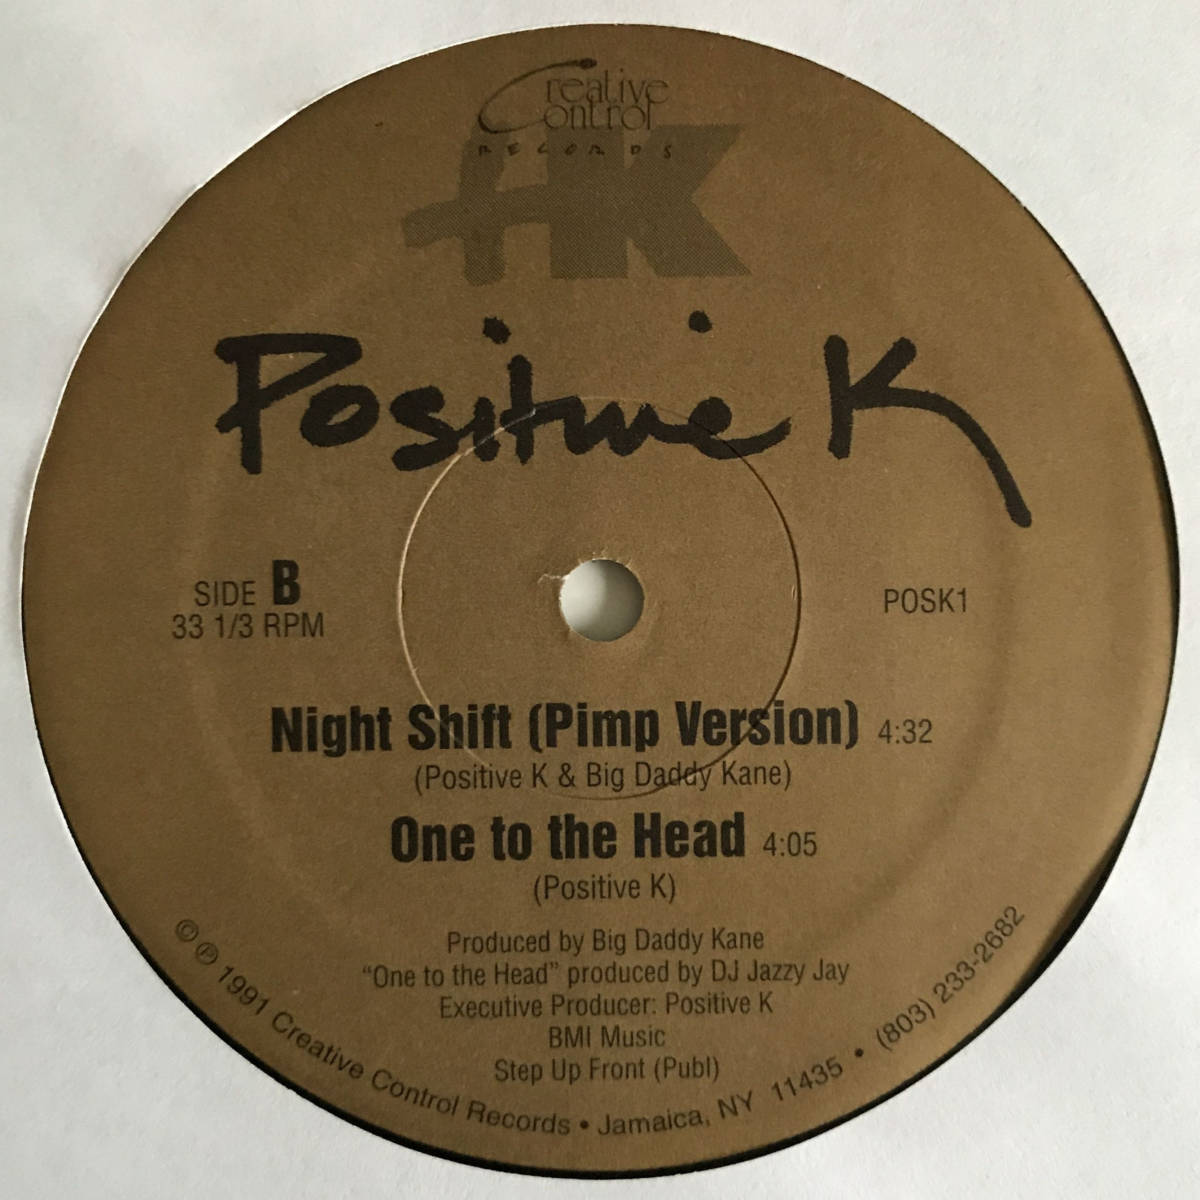 Creative
Control
RECORDS
+K
Positive K
SIDE B
33 1/3 RPM
POSK1
Night Shift (Pimp Version) 4:32
(Positive K & Big Daddy Kane)
One to the Head 4:05
(Positive K)
Produced by Big Daddy Kane
“One to the Head” produced by DJ Jazzy Jay
Executive Producer: Positive K
BMI Music
Step Up Front (Publ)
© ℗ 1991 Creative Control Records • Jamaica, NY 11435 • (803) 233-2682